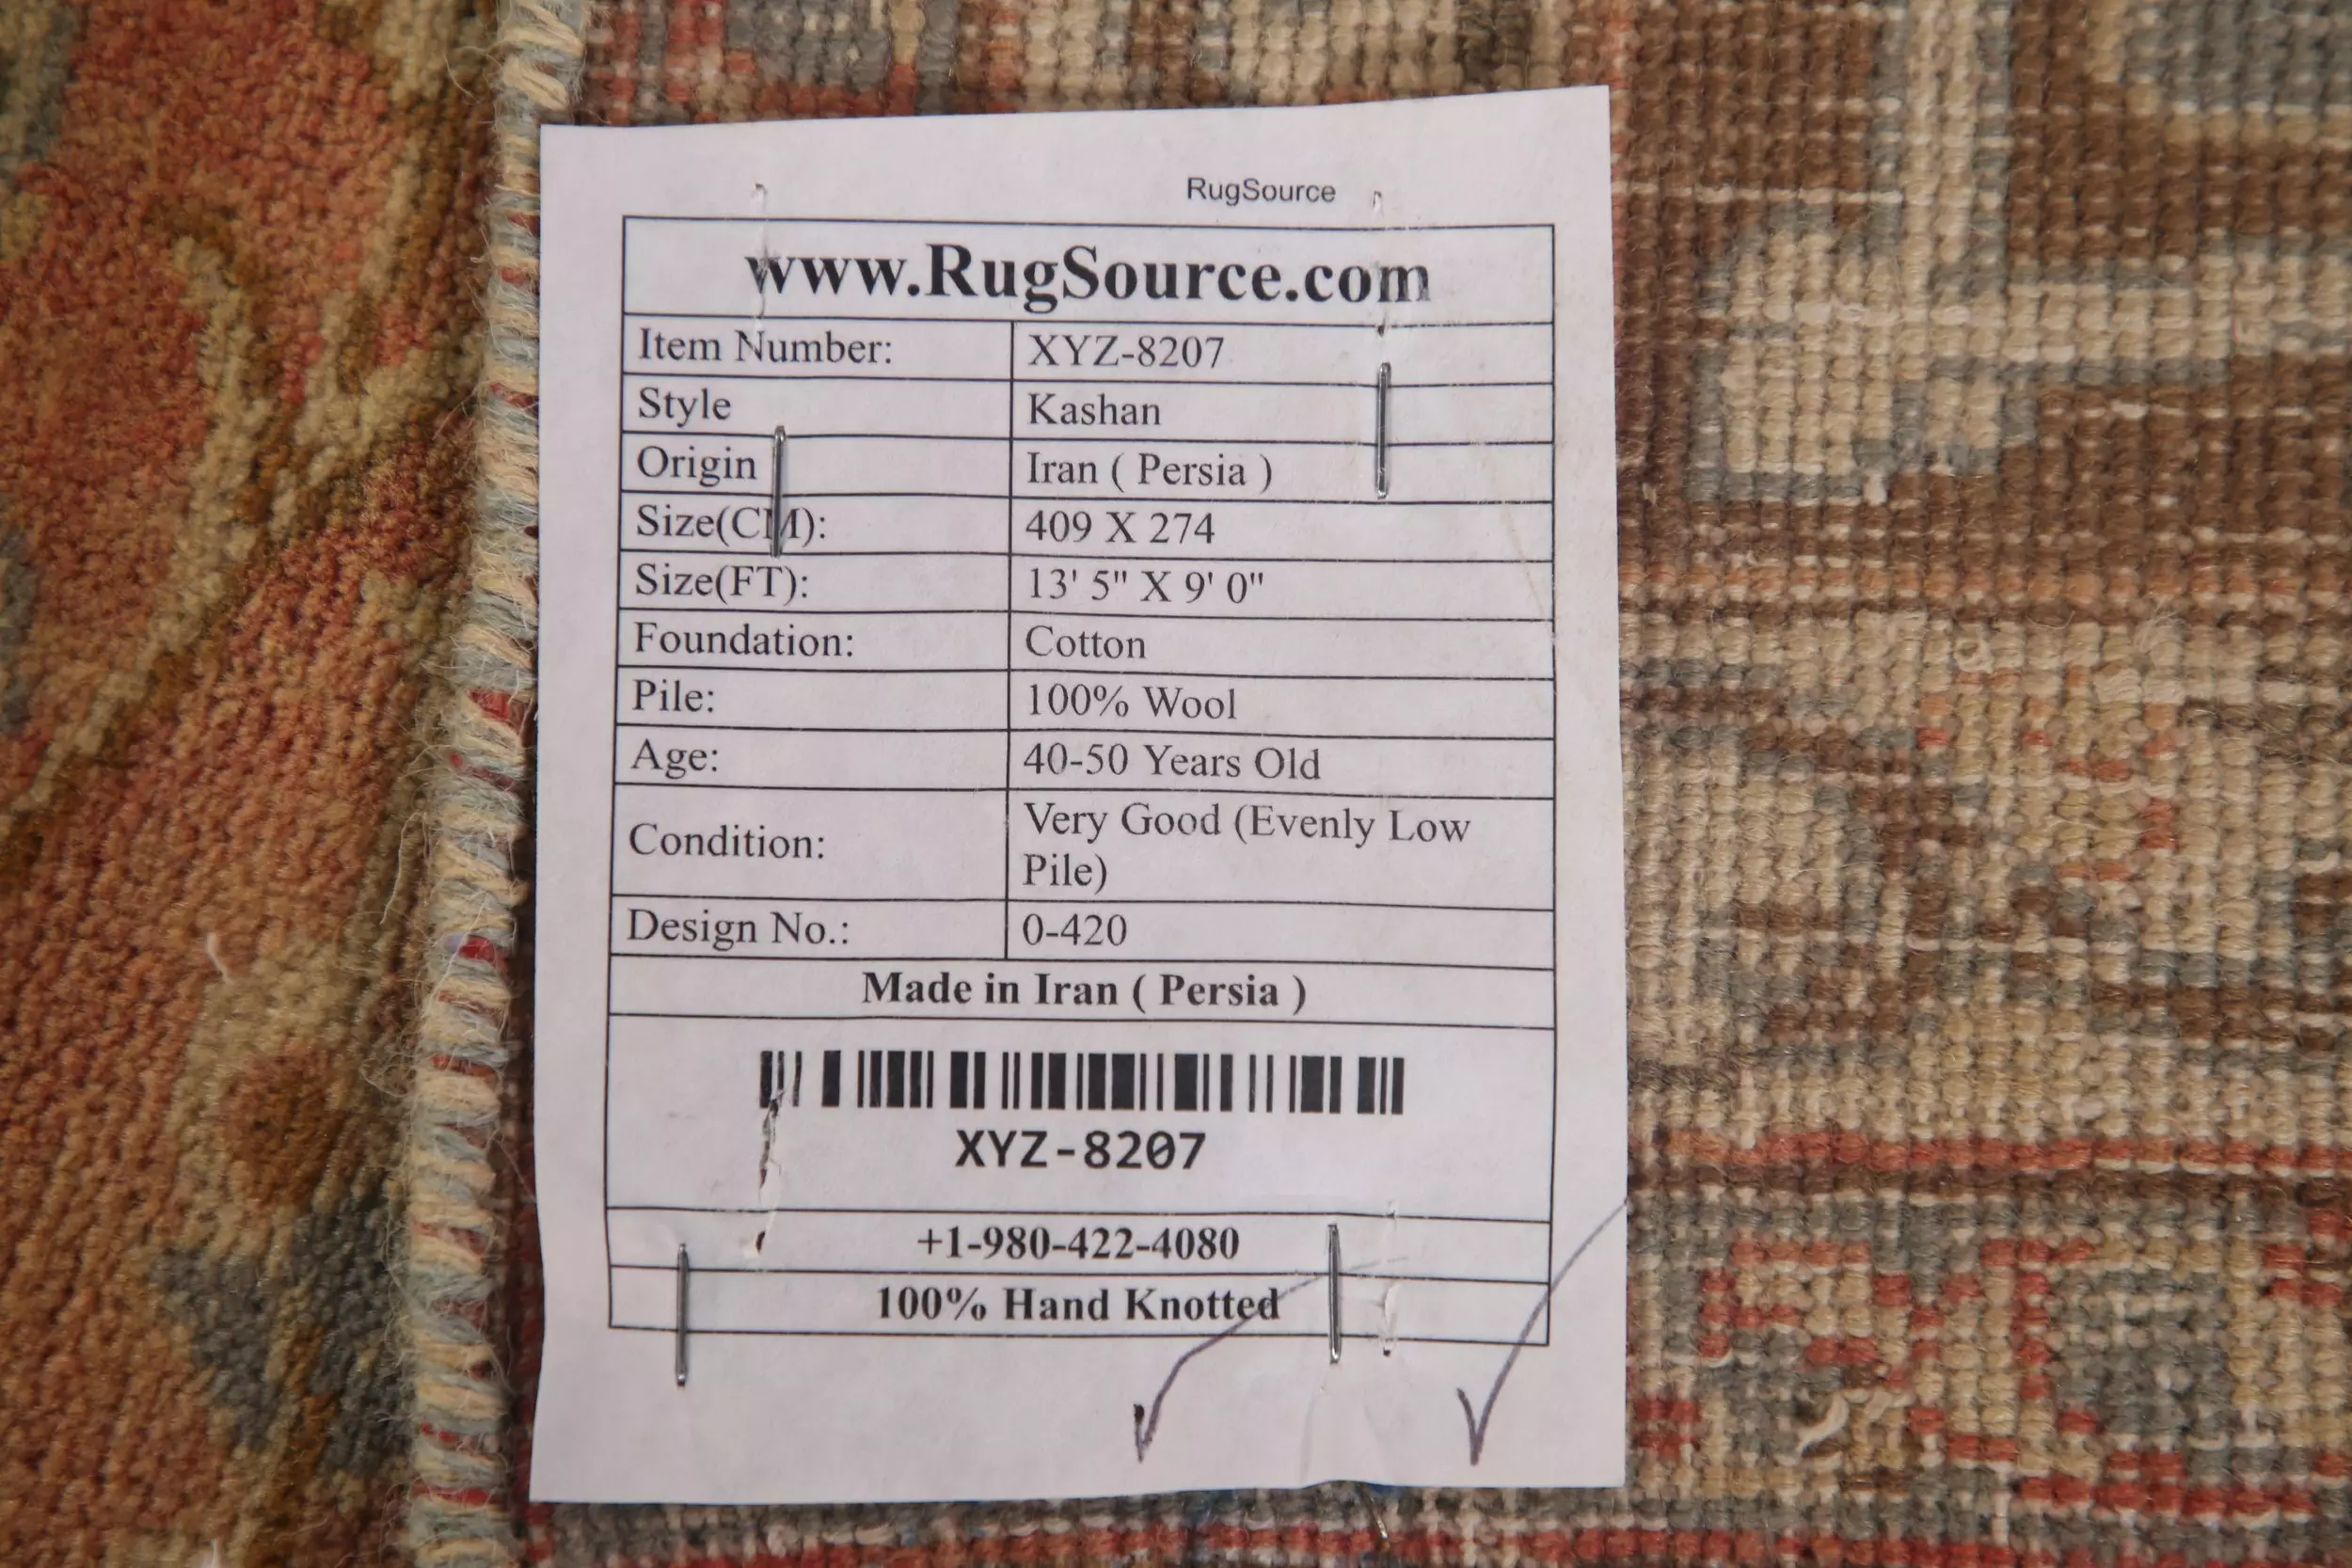 RugSource
www.RugSource.com
Item Number: XYZ-8207
Style Kashan
Origin Iran ( Persia )
Size(CM): 409 X 274
Size(FT): 13' 5" X 9' 0"
Foundation: Cotton
Pile: 100% Wool
Age: 40-50 Years Old
Condition: Very Good (Evenly Low
Pile)
Design No.: 0-420
Made in Iran ( Persia )
XYZ-8207
+1-980-422-4080
100% Hand Knotted